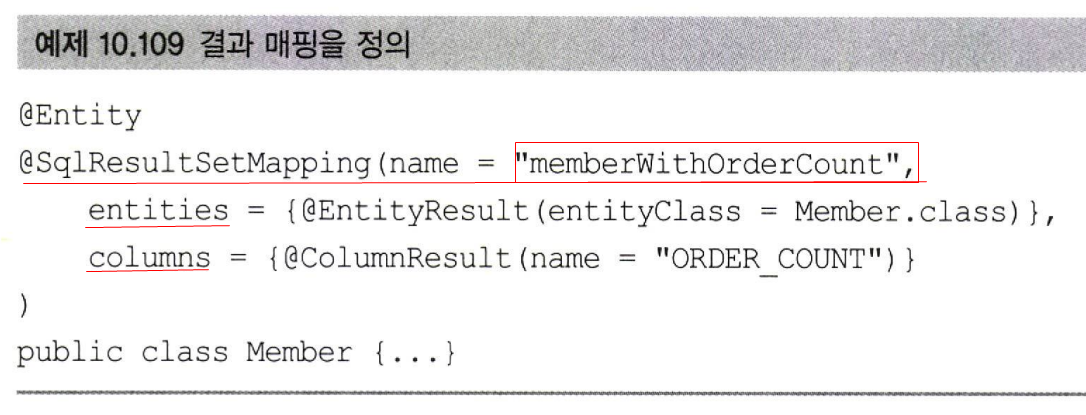 예제 10.109 결과 매핑을 정의
@Entity
@SqlResultSetMapping(name = "memberWithOrderCount",
entities = {@EntityResult(entityClass = Member.class)},
columns = {@ColumnResult(name = "ORDER_COUNT")}
)
public class Member {...}